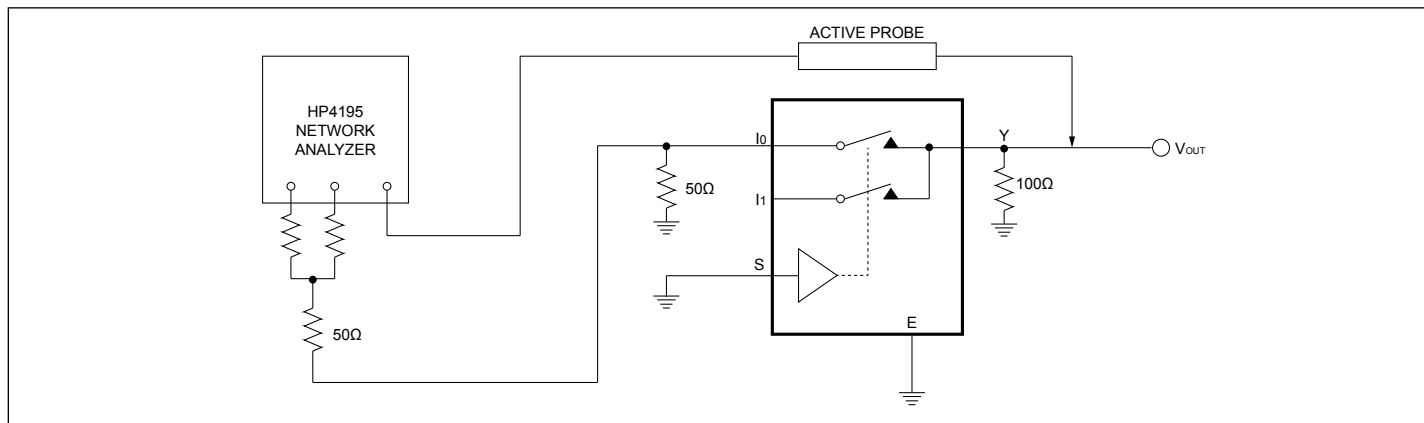 ACTIVE PROBE
HP4195
NETWORK
ANALYZER
I0
Y
VOUT
50Ω
100Ω
I1
S
50Ω
E